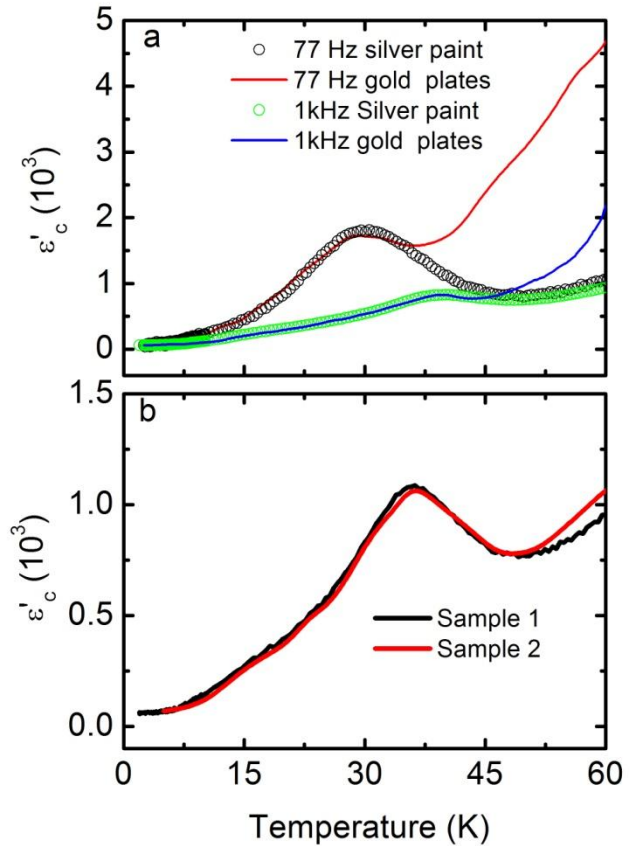 a
77 Hz silver paint
77 Hz gold plates
1kHz Silver paint
1kHz gold plates
5
4
3
2
1
0
ε'c (10³)
b
1.5
1.0
0.5
0.0
ε'c (10³)
Sample 1
Sample 2
0 15 30 45 60
Temperature (K)